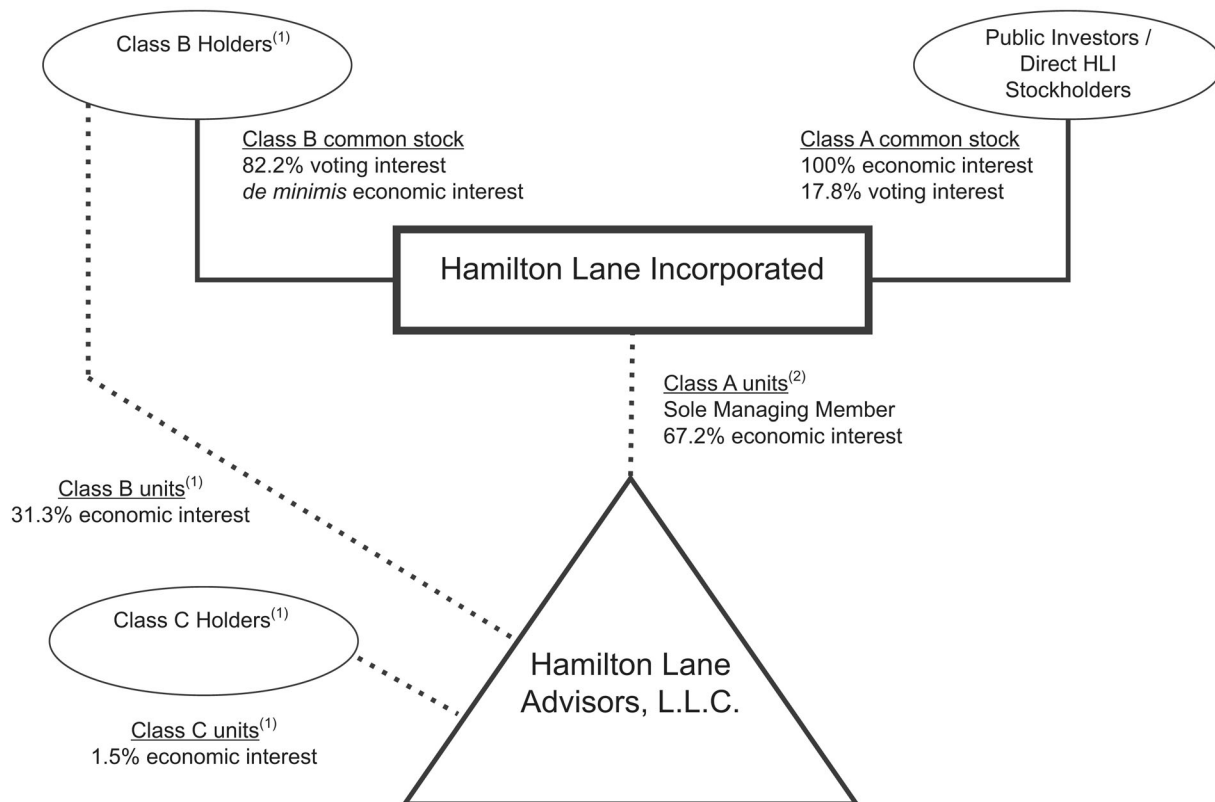 Class B Holders(1)
Public Investors /
Direct HLI
Stockholders
Class B common stock
82.2% voting interest
de minimis economic interest
Class A common stock
100% economic interest
17.8% voting interest
Hamilton Lane Incorporated
Class A units(2)
Sole Managing Member
67.2% economic interest
Class B units(1)
31.3% economic interest
Class C Holders(1)
Hamilton Lane
Advisors, L.L.C.
Class C units(1)
1.5% economic interest